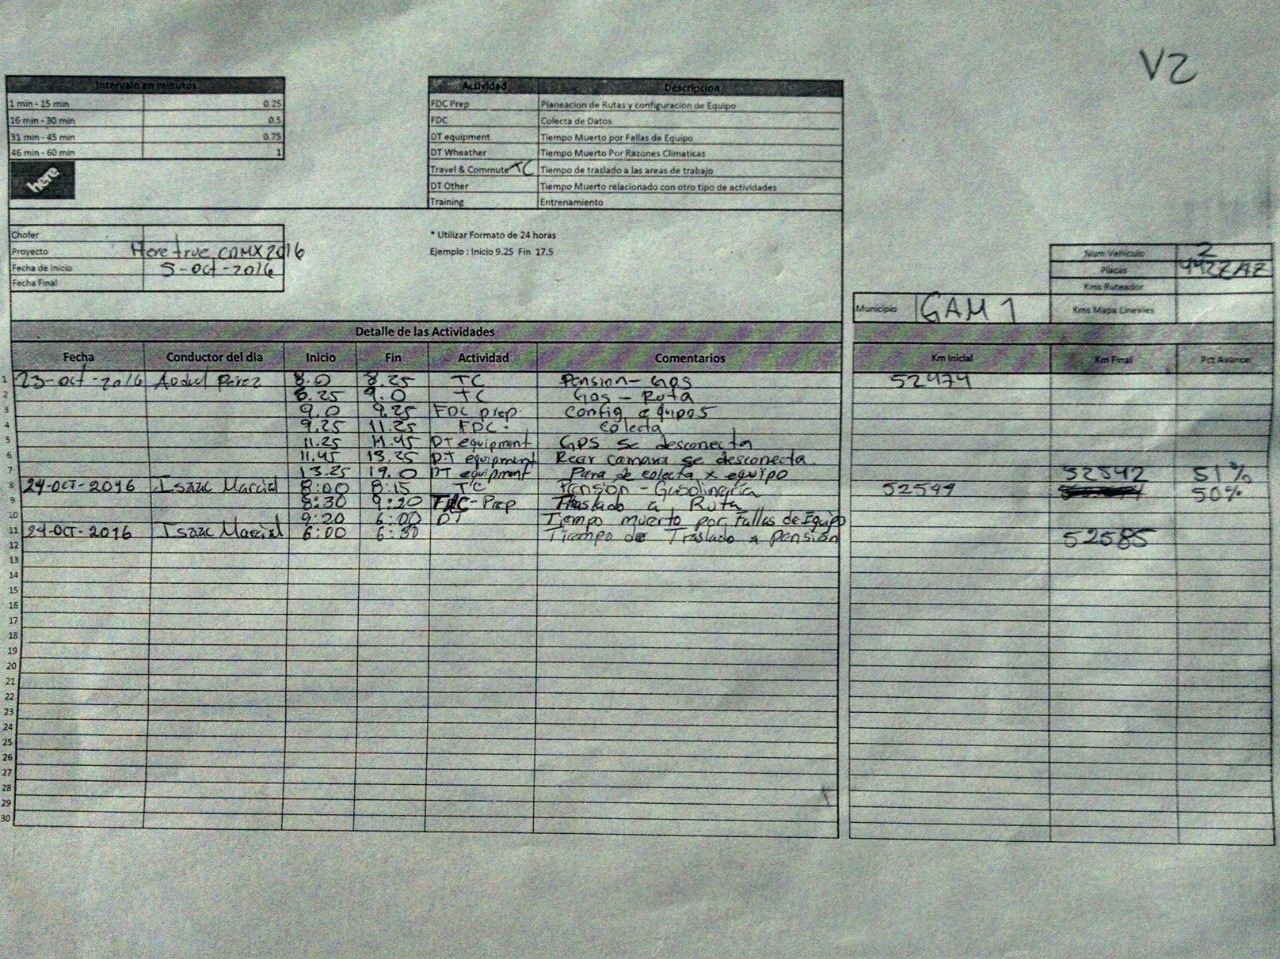 V2
Intervalo en minutos
1 min - 15 min 0.25
16 min - 30 min 0.5
31 min - 45 min 0.75
46 min - 60 min 1
here
Actividad Descripcion
FDC Prep Planeacion de Rutas y configuracion de Equipo
FDC Colecta de Datos
DT equipment Tiempo Muerto por Fallas de Equipo
DT Wheather Tiempo Muerto Por Razones Climaticas
Travel & Commute TC Tiempo de traslado a las areas de trabajo
DT Other Tiempo Muerto relacionado con otro tipo de actividades
Training Entrenamiento
Chofer
Proyecto Here true CDMX 2016
Fecha de Inicio 5-Oct-2016
Fecha Final
* Utilizar Formato de 24 horas
Ejemplo : Inicio 9.25 Fin 17.5
Num Vehiculo 2
Placas
Kms Ruteador
Municipio GAM 1 Kms Mapa Lineales
Detalle de las Actividades
Fecha Conductor del dia Inicio Fin Actividad Comentarios Km Inicial Km Final Pct Avance
1 23-oct-2016 Perez 8.0 8.25 TC Pension - Gas 52474
2 8.25 9.0 TC Gas - Ruta
3 9.0 9.25 FDC prep. Config equipos
4 9.25 11.25 FDC. Colecta
5 11.25 11.45 DT equipment GPS se desconecta
6 11.45 13.25 DT equipment Rear camara se desconecta.
7 13.25 19.0 DT equipment Para de colecta x equipo 52542 51%
8 24-OCT-2016 Isaac Marcial 8:00 8:15 TC Pensión - Gasolineria 52544 50%
9 8:30 9:20 Prep Traslado a Ruta
10 9:20 6:00 DT Tiempo muerto por Fallas de Equipo
11 24-OCT-2016 Isaac Marcial 6:00 6:30 Tiempo de Traslado a pensión 52585
12
13
14
15
16
17
18
19
20
21
22
23
24
25
26
27
28
29
30